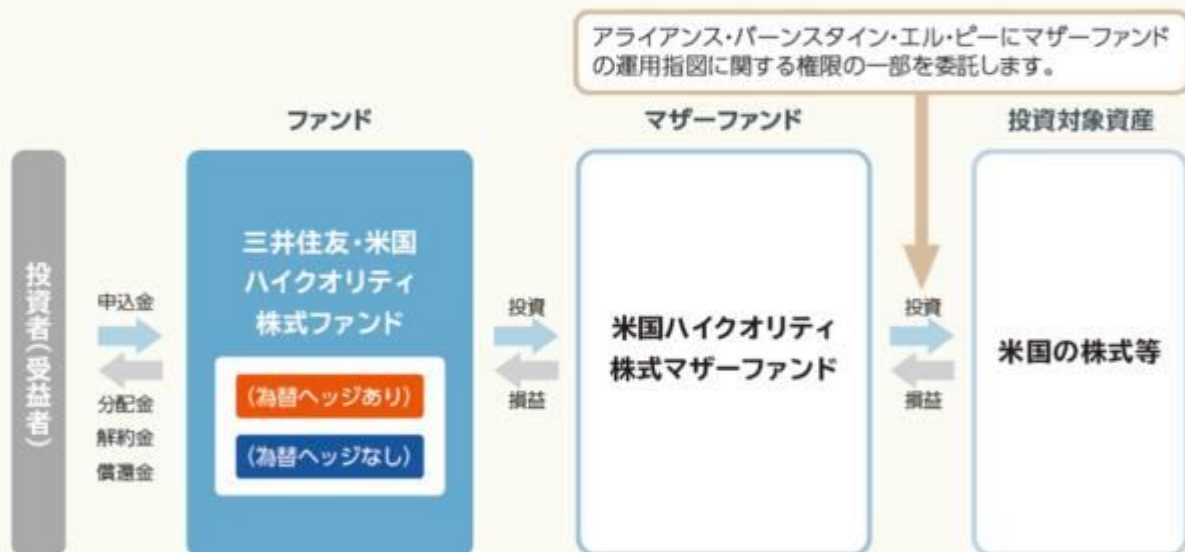 アライアンス・バーンスタイン・エル・ピーにマザーファンド
の運用指図に関する権限の一部を委託します。
ファンド
マザーファンド
投資対象資産
投資者(受益者)
申込金
分配金
解約金
償還金
三井住友・米国
ハイクオリティ
株式ファンド
(為替ヘッジあり)
(為替ヘッジなし)
投資
損益
米国ハイクオリティ
株式マザーファンド
投資
損益
米国の株式等